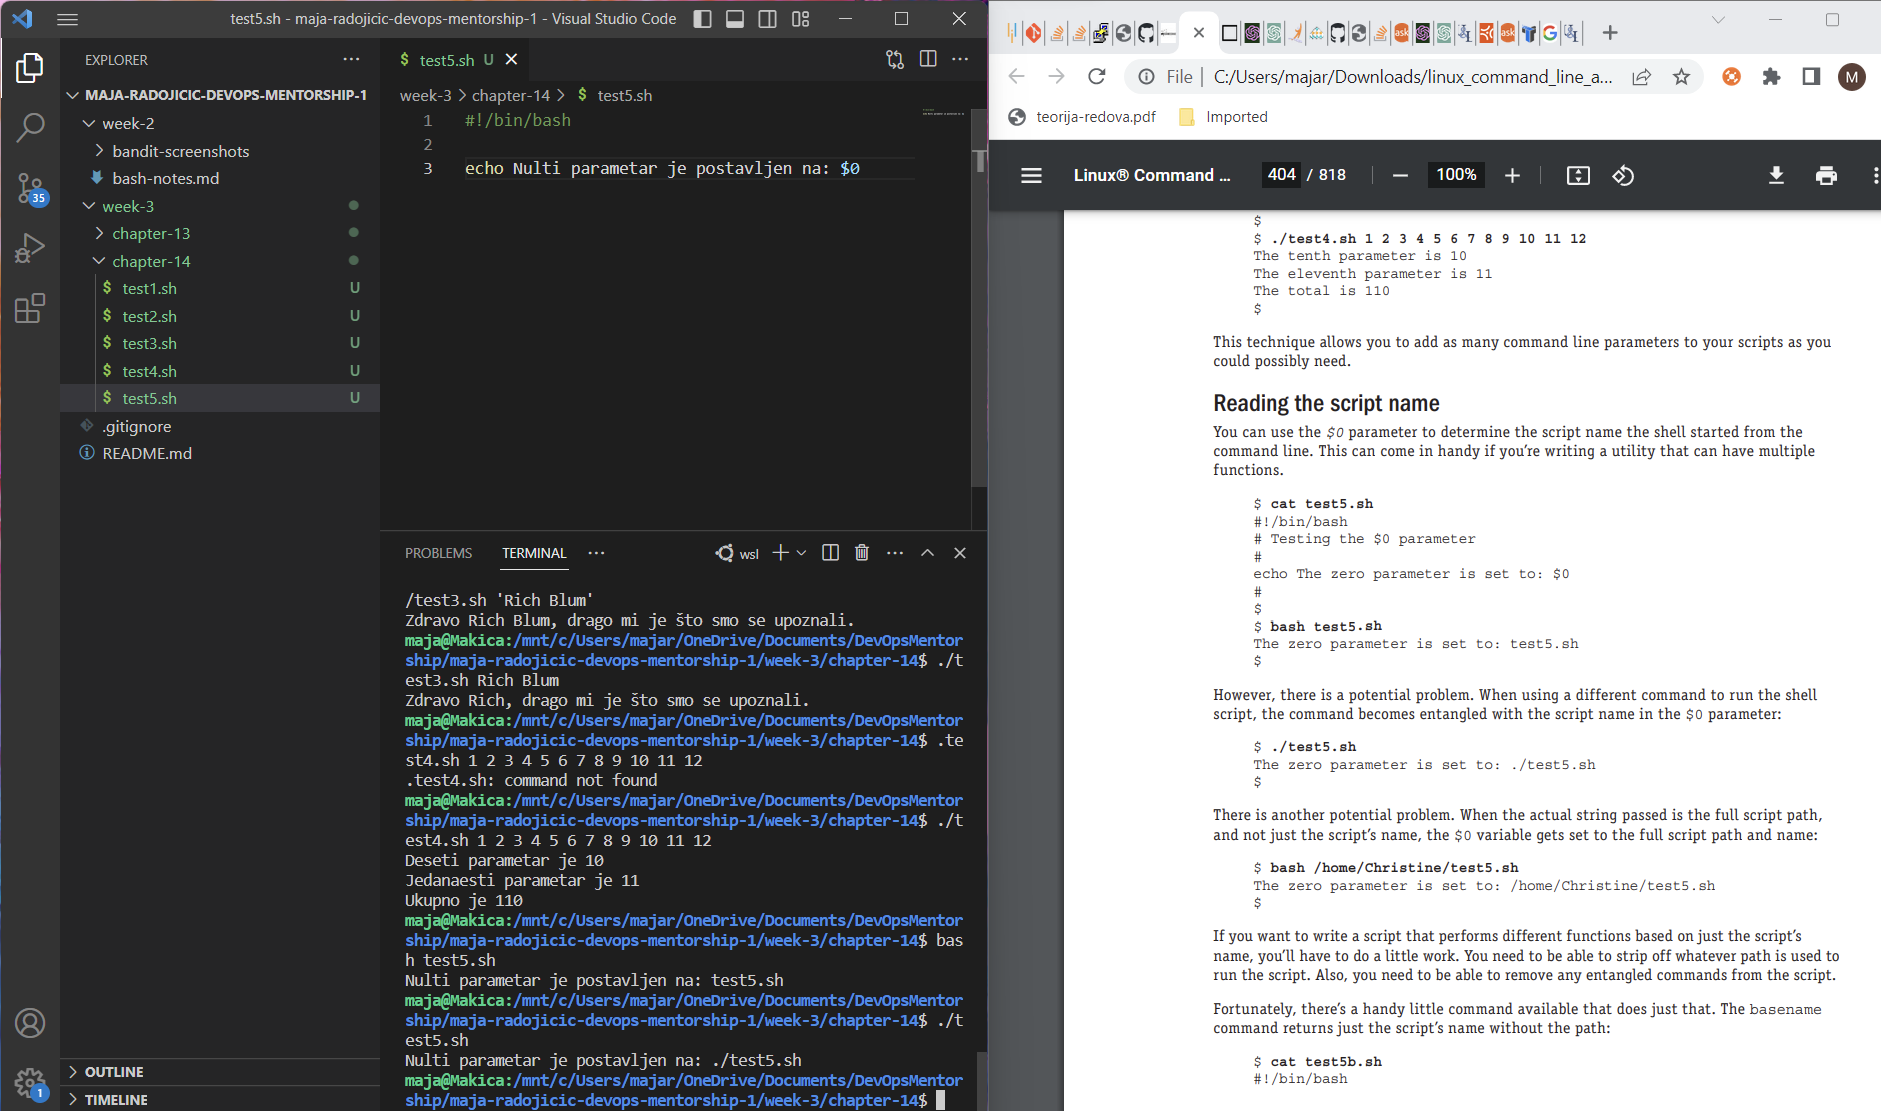 test5.sh - maja-radojicic-devops-mentorship-1 - Visual Studio Code
EXPLORER
MAJA-RADOJICIC-DEVOPS-MENTORSHIP-1
week-2
bandit-screenshots
bash-notes.md
week-3
chapter-13
chapter-14
$ test1.sh U
$ test2.sh U
$ test3.sh U
$ test4.sh U
$ test5.sh U
.gitignore
README.md
35
1
OUTLINE
TIMELINE
$ test5.sh U
week-3 > chapter-14 > $ test5.sh
1 #!/bin/bash
2
3 echo Nulti parametar je postavljen na: $0
PROBLEMS TERMINAL
wsl
/test3.sh 'Rich Blum'
Zdravo Rich Blum, drago mi je što smo se upoznali.
maja@Makica:/mnt/c/Users/majar/OneDrive/Documents/DevOpsMentor
ship/maja-radojicic-devops-mentorship-1/week-3/chapter-14$ ./t
est3.sh Rich Blum
Zdravo Rich, drago mi je što smo se upoznali.
maja@Makica:/mnt/c/Users/majar/OneDrive/Documents/DevOpsMentor
ship/maja-radojicic-devops-mentorship-1/week-3/chapter-14$ .te
st4.sh 1 2 3 4 5 6 7 8 9 10 11 12
.test4.sh: command not found
maja@Makica:/mnt/c/Users/majar/OneDrive/Documents/DevOpsMentor
ship/maja-radojicic-devops-mentorship-1/week-3/chapter-14$ ./t
est4.sh 1 2 3 4 5 6 7 8 9 10 11 12
Deseti parametar je 10
Jedanaesti parametar je 11
Ukupno je 110
maja@Makica:/mnt/c/Users/majar/OneDrive/Documents/DevOpsMentor
ship/maja-radojicic-devops-mentorship-1/week-3/chapter-14$ bas
h test5.sh
Nulti parametar je postavljen na: test5.sh
maja@Makica:/mnt/c/Users/majar/OneDrive/Documents/DevOpsMentor
ship/maja-radojicic-devops-mentorship-1/week-3/chapter-14$ ./t
est5.sh
Nulti parametar je postavljen na: ./test5.sh
maja@Makica:/mnt/c/Users/majar/OneDrive/Documents/DevOpsMentor
ship/maja-radojicic-devops-mentorship-1/week-3/chapter-14$
File | C:/Users/majar/Downloads/linux_command_line_a...
M
teorija-redova.pdf Imported
Linux® Command ... 404 / 818 100%
$
$ ./test4.sh 1 2 3 4 5 6 7 8 9 10 11 12
The tenth parameter is 10
The eleventh parameter is 11
The total is 110
$
This technique allows you to add as many command line parameters to your scripts as you
could possibly need.
Reading the script name
You can use the $0 parameter to determine the script name the shell started from the
command line. This can come in handy if you're writing a utility that can have multiple
functions.
$ cat test5.sh
#!/bin/bash
# Testing the $0 parameter
#
echo The zero parameter is set to: $0
#
$
$ bash test5.sh
The zero parameter is set to: test5.sh
$
However, there is a potential problem. When using a different command to run the shell
script, the command becomes entangled with the script name in the $0 parameter:
$ ./test5.sh
The zero parameter is set to: ./test5.sh
$
There is another potential problem. When the actual string passed is the full script path,
and not just the script's name, the $0 variable gets set to the full script path and name:
$ bash /home/Christine/test5.sh
The zero parameter is set to: /home/Christine/test5.sh
$
If you want to write a script that performs different functions based on just the script's
name, you'll have to do a little work. You need to be able to strip off whatever path is used to
run the script. Also, you need to be able to remove any entangled commands from the script.
Fortunately, there's a handy little command available that does just that. The basename
command returns just the script's name without the path:
$ cat test5b.sh
#!/bin/bash